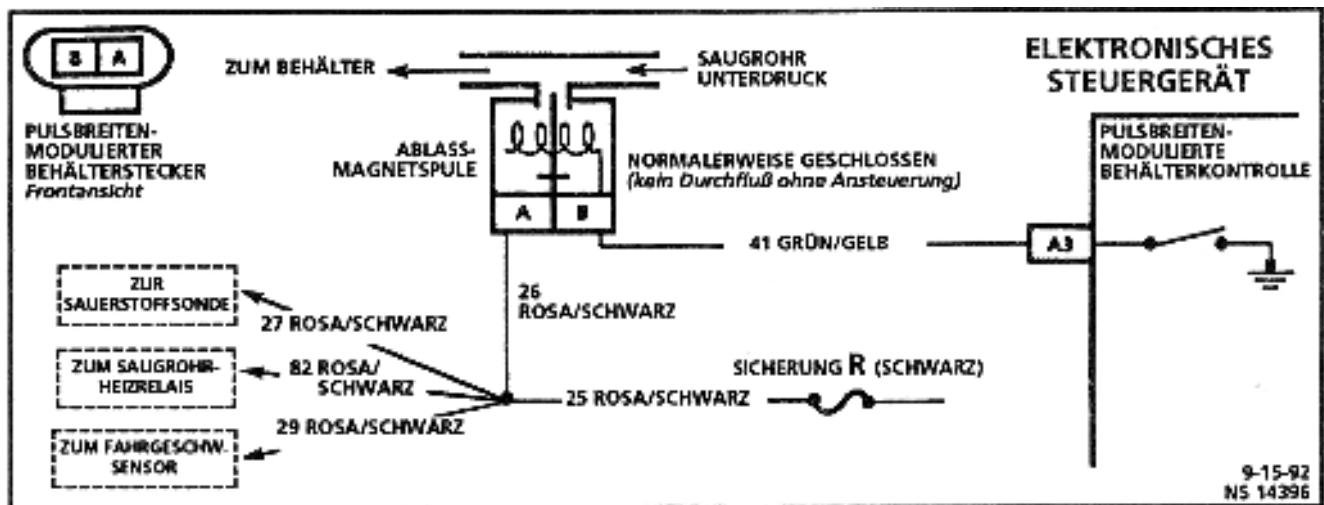 B A
PULSBREITEN-
MODULIERTER
BEHÄLTERSTECKER
Frontansicht
ZUM BEHÄLTER
SAUGROHR
UNTERDRUCK
ELEKTRONISCHES
STEUERGERÄT
ABLASS-
MAGNETSPULE
NORMALERWEISE GESCHLOSSEN
(kein Durchfluß ohne Ansteuerung)
PULSBREITEN-
MODULIERTE
BEHÄLTERKONTROLLE
A B
41 GRÜN/GELB
A3
26
ROSA/SCHWARZ
ZUR
SAUERSTOFFSONDE
27 ROSA/SCHWARZ
ZUM SAUGROHR-
HEIZRELAIS
82 ROSA/
SCHWARZ
SICHERUNG R (SCHWARZ)
25 ROSA/SCHWARZ
29 ROSA/SCHWARZ
ZUM FAHRGESCHW.
SENSOR
9-15-92
NS 14396